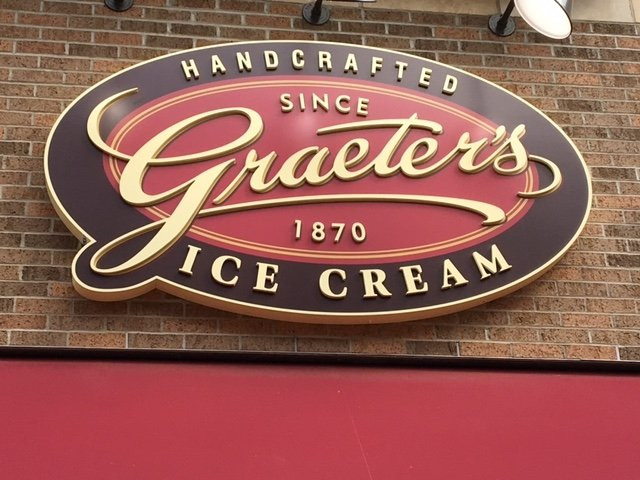 HANDCRAFTED
SINCE
Graeter's
1870
ICE CREAM